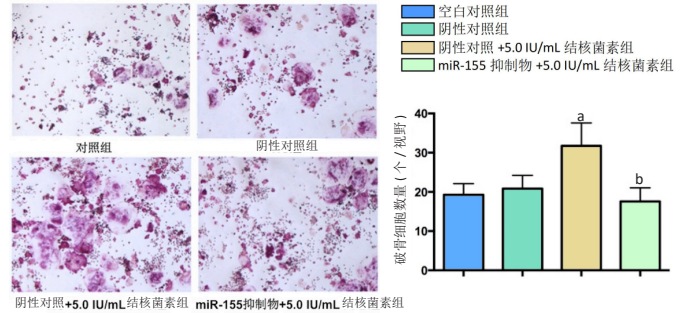 对照组
阴性对照组
阴性对照+5.0 IU/mL结核菌素组
miR-155抑制物+5.0 IU/mL结核菌素组
空白对照组
阴性对照组
阴性对照 +5.0 IU/mL 结核菌素组
miR-155 抑制物 +5.0 IU/mL 结核菌素组
破骨细胞数量（个 / 视野）
40
30
20
10
0
a
b